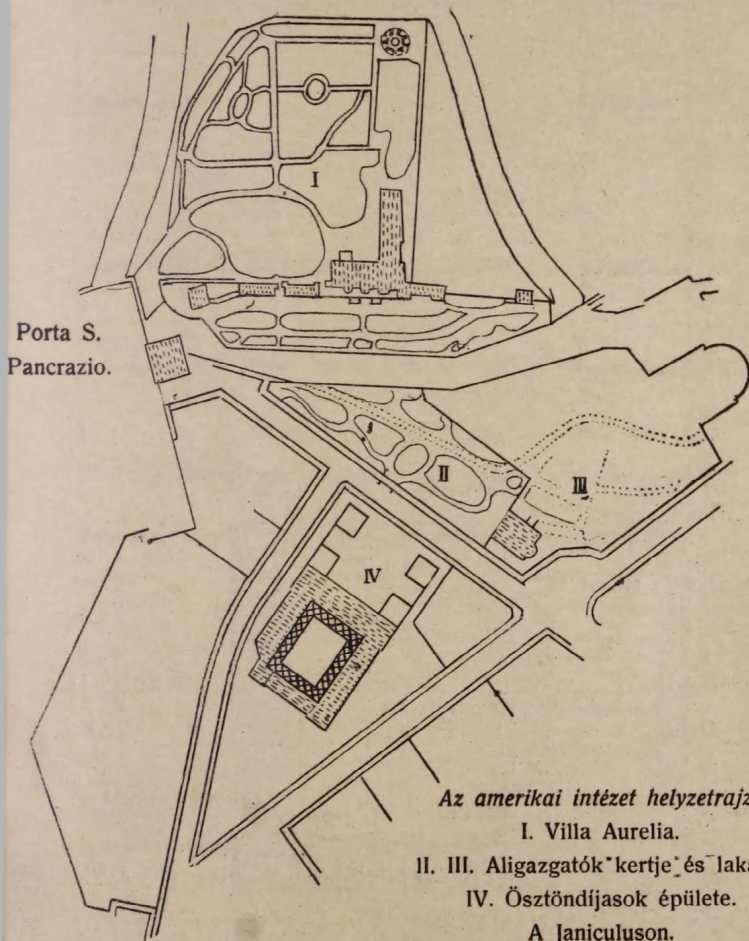 I
Porta S.
Pancrazio.
II
III
IV
Az amerikai intézet helyzetrajz
I. Villa Aurelia.
II. III. Aligazgatók kertje és laká
IV. Ösztöndíjasok épülete.
A Janiculuson.